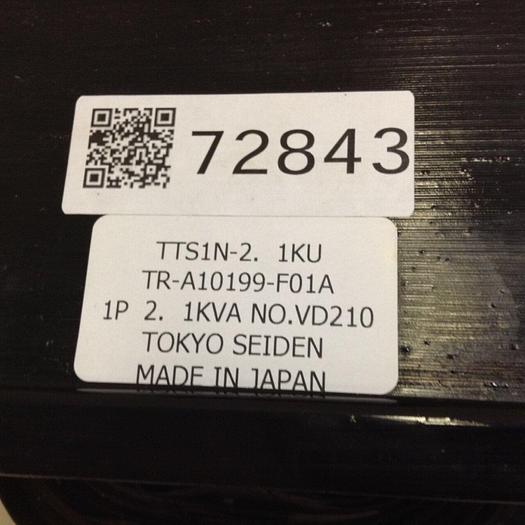 72843
TTS1N-2. 1KU
TR-A10199-F01A
1P 2. 1KVA NO.VD210
TOKYO SEIDEN
MADE IN JAPAN